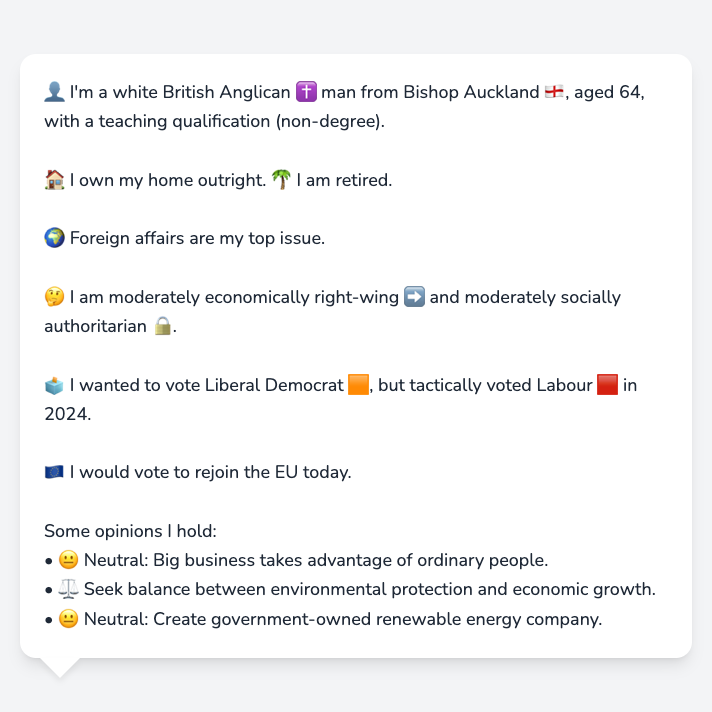 👤 I'm a white British Anglican ✝️ man from Bishop Auckland 🏴󠁧󠁢󠁥󠁮󠁧󠁿, aged 64,
with a teaching qualification (non-degree).
🏠 I own my home outright. 🌴 I am retired.
🌍 Foreign affairs are my top issue.
🤔 I am moderately economically right-wing ➡️ and moderately socially
authoritarian 🔒.
🗳️ I wanted to vote Liberal Democrat 🟧, but tactically voted Labour 🟥 in
2024.
🇪🇺 I would vote to rejoin the EU today.
Some opinions I hold:
• 😐 Neutral: Big business takes advantage of ordinary people.
• ⚖️ Seek balance between environmental protection and economic growth.
• 😐 Neutral: Create government-owned renewable energy company.